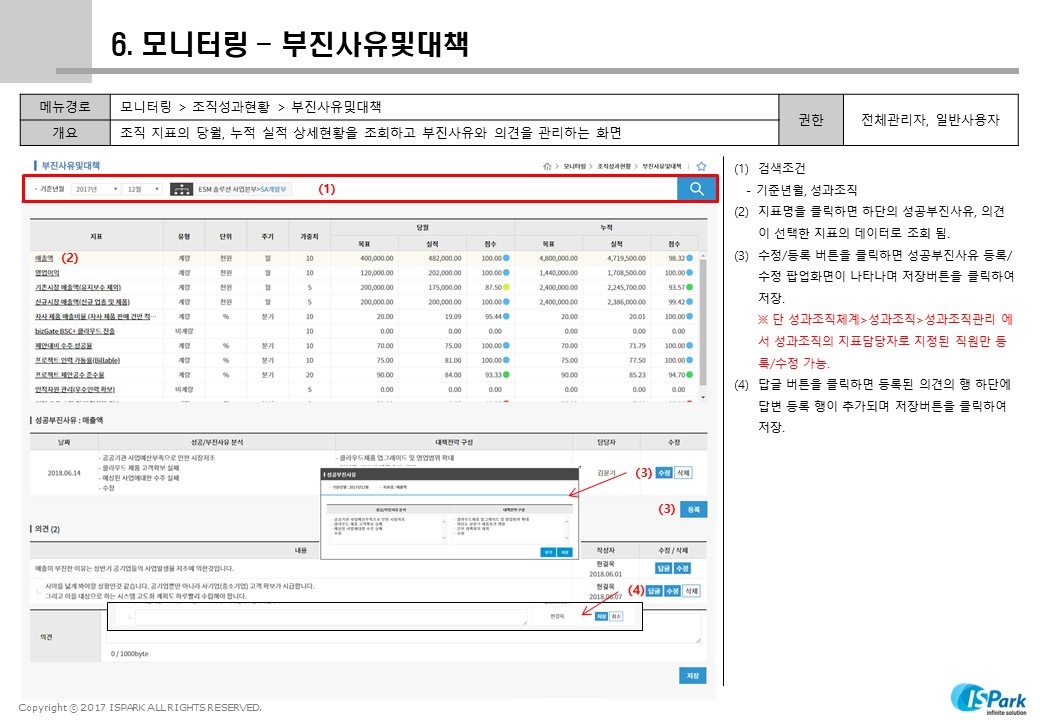 6. 모니터링 – 부진사유및대책
메뉴경로
모니터링 > 조직성과현황 > 부진사유및대책
개요
조직 지표의 당월, 누적 실적 상세현황을 조회하고 부진사유와 의견을 관리하는 화면
권한
전체관리자, 일반사용자
부진사유및대책
모니터링 > 조직성과현황 > 부진사유및대책
기준년월 2017년 12월 ESM 솔루션 사업본부>SA개발부 (1)
지표 유형 단위 주기 가중치 당월 누적
목표 실적 점수 목표 실적 점수
매출액 (2) 계량 천원 월 10 400,000.00 482,000.00 100.00 4,800,000.00 4,719,500.00 98.32
영업이익 계량 천원 월 10 120,000.00 202,000.00 100.00 1,440,000.00 1,708,500.00 100.00
기존시장 매출액(유지보수 제외) 계량 천원 월 5 200,000.00 175,000.00 87.50 2,400,000.00 2,245,700.00 93.57
신규시장 매출액(신규 업종 및 제품) 계량 천원 월 5 200,000.00 200,000.00 100.00 2,400,000.00 2,386,000.00 99.42
자사 제품 매출비율 (자사 제품 판매 건만 적… 계량 % 분기 10 20.00 19.09 95.44 20.00 20.01 100.00
bizGate BSC+ 클라우드 진출 비계량 10 0.00 0.00 0.00 0.00
제안대비 수주 성공율 계량 % 분기 10 70.00 75.00 100.00 70.00 71.79 100.00
프로젝트 인력 가동률(Billable) 계량 % 분기 10 75.00 81.00 100.00 75.00 77.50 100.00
프로젝트 제안공수 준수율 계량 % 분기 20 90.00 84.00 93.33 90.00 85.23 94.70
인적자원 관리(우수인력 확보) 비계량 5 0.00 0.00 0.00 0.00
성공부진사유 : 매출액
날짜 성공/부진사유 분석 대책전략 구성 담당자 수정
2018.06.14
- 공공기관 사업예산부족으로 인한 시장저조
- 클라우드 제품 고객확보 실패
- 예상된 사업에대한 수주 실패
- 수정
- 클라우드제품 업그레이드 및 영업범위 확대
김윤기 (3) 수정 삭제
성공부진사유
기준년월 : 2017년12월 지표명 : 매출액
성공/부진사유 분석 대책전략 구성
(3) 등록
의견 (2)
내용 작성자 수정 / 삭제
매출이 부진한 이유는 상반기 공기업들의 사업발생율 저조에 의한것입니다.
현걸욱
2018.06.01
답글 수정
시야를 넓게 봐야할 상황인것 같습니다. 공기업뿐만 아니라 사기업(중소기업) 고객 확보가 시급합니다.
그리고 이를 대상으로 하는 시스템 고도화 계획도 하루빨리 수립해야 합니다.
현걸욱
2018.06.07
(4) 답글 수정 삭제
현걸욱 저장 취소
의견
0 / 1000byte
저장
(1) 검색조건
- 기준년월, 성과조직
(2) 지표명을 클릭하면 하단의 성공부진사유, 의견
이 선택한 지표의 데이터로 조회 됨.
(3) 수정/등록 버튼을 클릭하면 성공부진사유 등록/
수정 팝업화면이 나타나며 저장버튼을 클릭하여
저장.
※ 단 성과조직체계>성과조직>성과조직관리 에
서 성과조직의 지표담당자로 지정된 직원만 등
록/수정 가능.
(4) 답글 버튼을 클릭하면 등록된 의견의 행 하단에
답변 등록 행이 추가되며 저장버튼을 클릭하여
저장.
Copyright ⓒ 2017 ISPARK ALL RIGHTS RESERVED.
ISPark
infinite solution